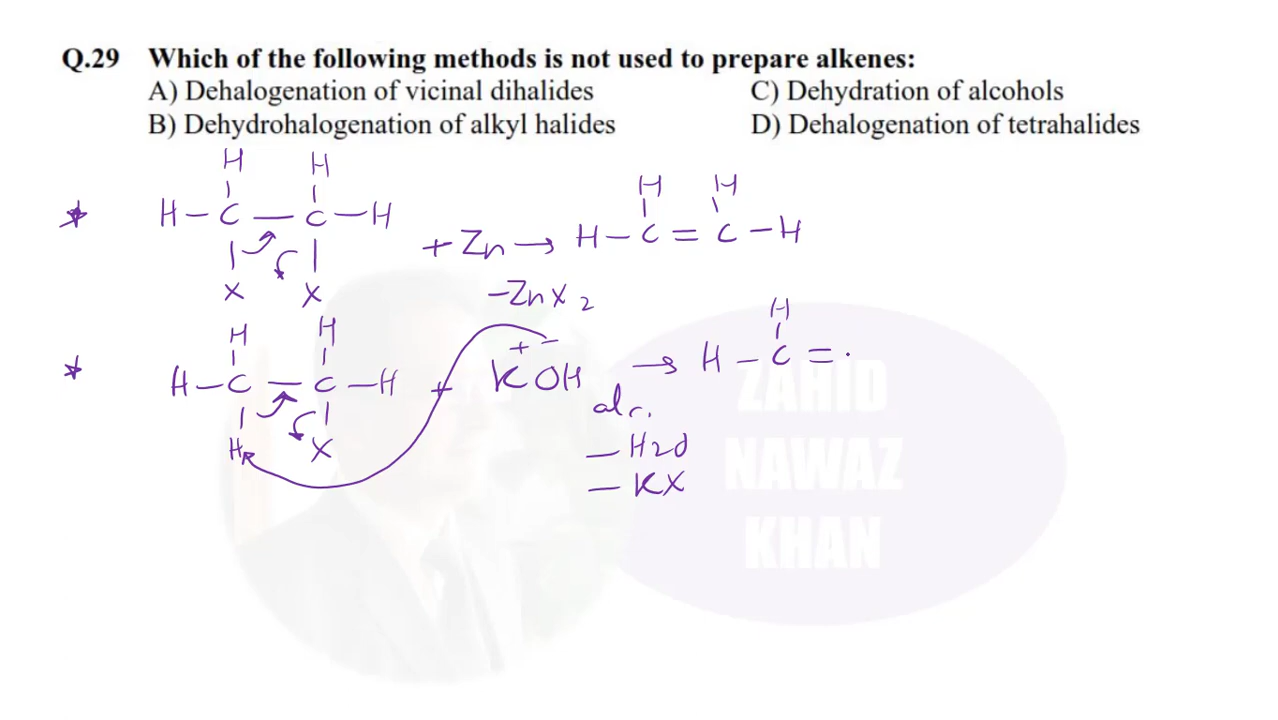 Q.29 Which of the following methods is not used to prepare alkenes:
A) Dehalogenation of vicinal dihalides C) Dehydration of alcohols
B) Dehydrohalogenation of alkyl halides D) Dehalogenation of tetrahalides
H H H H
H-C-C-H + Zn → H-C=C-H
X X -ZnX2
H H H
H-C-C-H + K+OH- → H-C=
alc.
H X -H2O
-KX
ZAHID
NAWAZ
KHAN